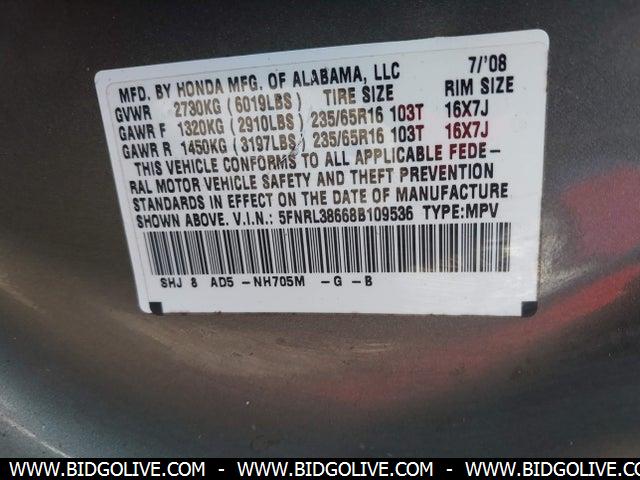 MFD. BY HONDA MFG. OF ALABAMA, LLC 7/'08
GVWR 2730KG (6019LBS) TIRE SIZE RIM SIZE
GAWR F 1320KG (2910LBS) 235/65R16 103T 16X7J
GAWR R 1450KG (3197LBS) 235/65R16 103T 16X7J
THIS VEHICLE CONFORMS TO ALL APPLICABLE FEDE-
RAL MOTOR VEHICLE SAFETY AND THEFT PREVENTION
STANDARDS IN EFFECT ON THE DATE OF MANUFACTURE
SHOWN ABOVE. V.I.N.: 5FNRL38668B109536 TYPE:MPV
SHJ 8 AD5 -NH705M -G -B
WWW.BIDGOLIVE.COM - WWW.BIDGOLIVE.COM - WWW.BIDGOLIVE.COM